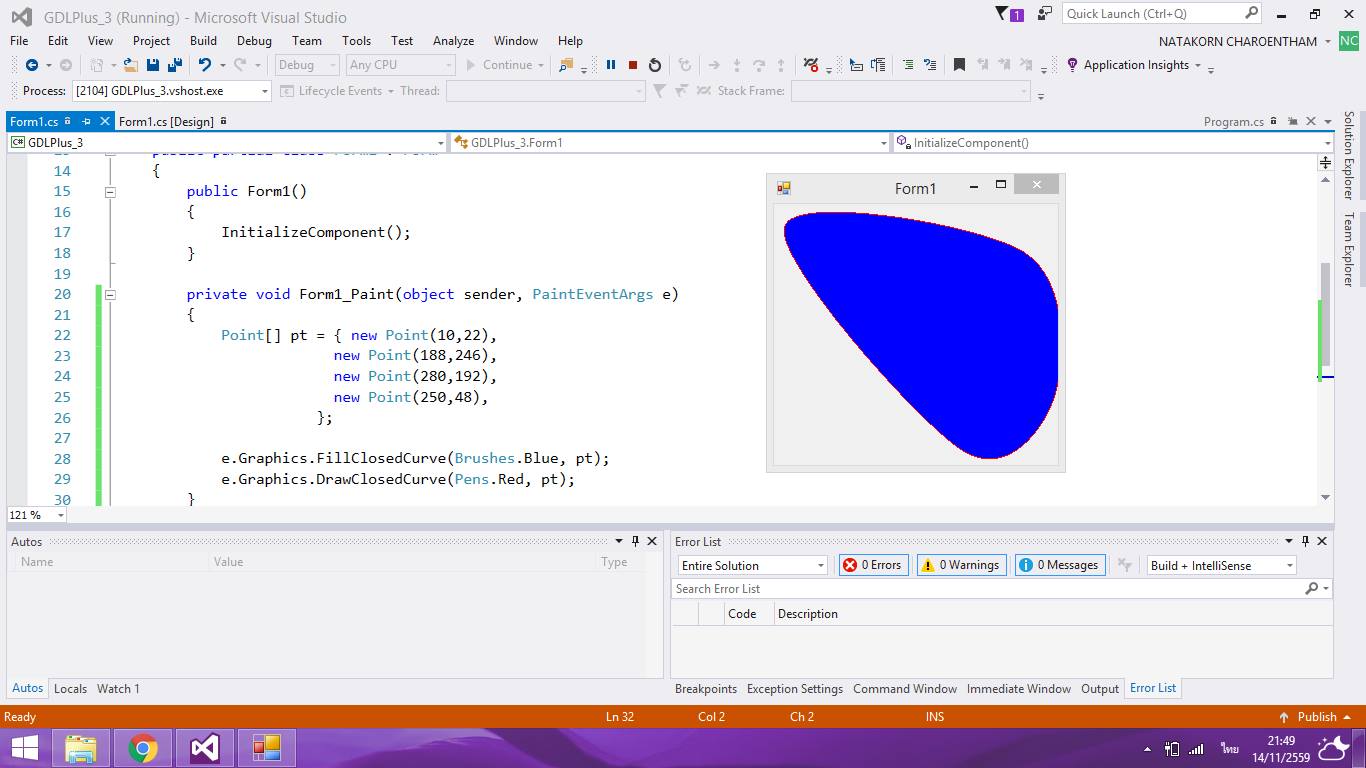 GDLPlus_3 (Running) - Microsoft Visual Studio
1
Quick Launch (Ctrl+Q)
File Edit View Project Build Debug Team Tools Test Analyze Window Help
NATAKORN CHAROENTHAM NC
Debug Any CPU Continue Application Insights
Process: [2104] GDLPlus_3.vshost.exe Lifecycle Events Thread: Stack Frame:
Form1.cs Form1.cs [Design] Program.cs
C# GDLPlus_3 GDLPlus_3.Form1 InitializeComponent()
14 {
15 public Form1()
16 {
17 InitializeComponent();
18 }
19
20 private void Form1_Paint(object sender, PaintEventArgs e)
21 {
22 Point[] pt = { new Point(10,22),
23 new Point(188,246),
24 new Point(280,192),
25 new Point(250,48),
26 };
27
28 e.Graphics.FillClosedCurve(Brushes.Blue, pt);
29 e.Graphics.DrawClosedCurve(Pens.Red, pt);
30 }
121 %
Form1
Solution Explorer
Team Explorer
Autos
Name Value Type
Autos Locals Watch 1
Error List
Entire Solution 0 Errors 0 Warnings 0 Messages Build + IntelliSense
Search Error List
Code Description
Breakpoints Exception Settings Command Window Immediate Window Output Error List
Ready Ln 32 Col 2 Ch 2 INS Publish
ไทย
21:49
14/11/2559